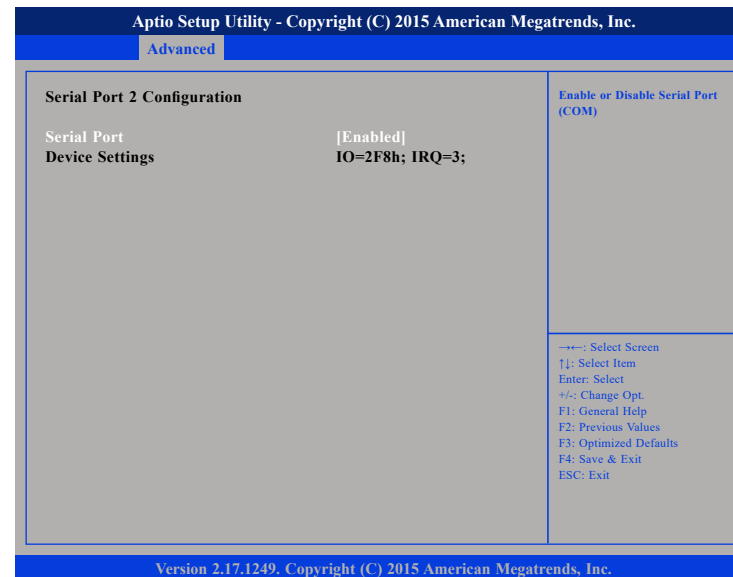 Aptio Setup Utility - Copyright (C) 2015 American Megatrends, Inc.
Advanced
Serial Port 2 Configuration
Serial Port [Enabled]
Device Settings IO=2F8h; IRQ=3;
Enable or Disable Serial Port
(COM)
→←: Select Screen
↑↓: Select Item
Enter: Select
+/-: Change Opt.
F1: General Help
F2: Previous Values
F3: Optimized Defaults
F4: Save & Exit
ESC: Exit
Version 2.17.1249. Copyright (C) 2015 American Megatrends, Inc.